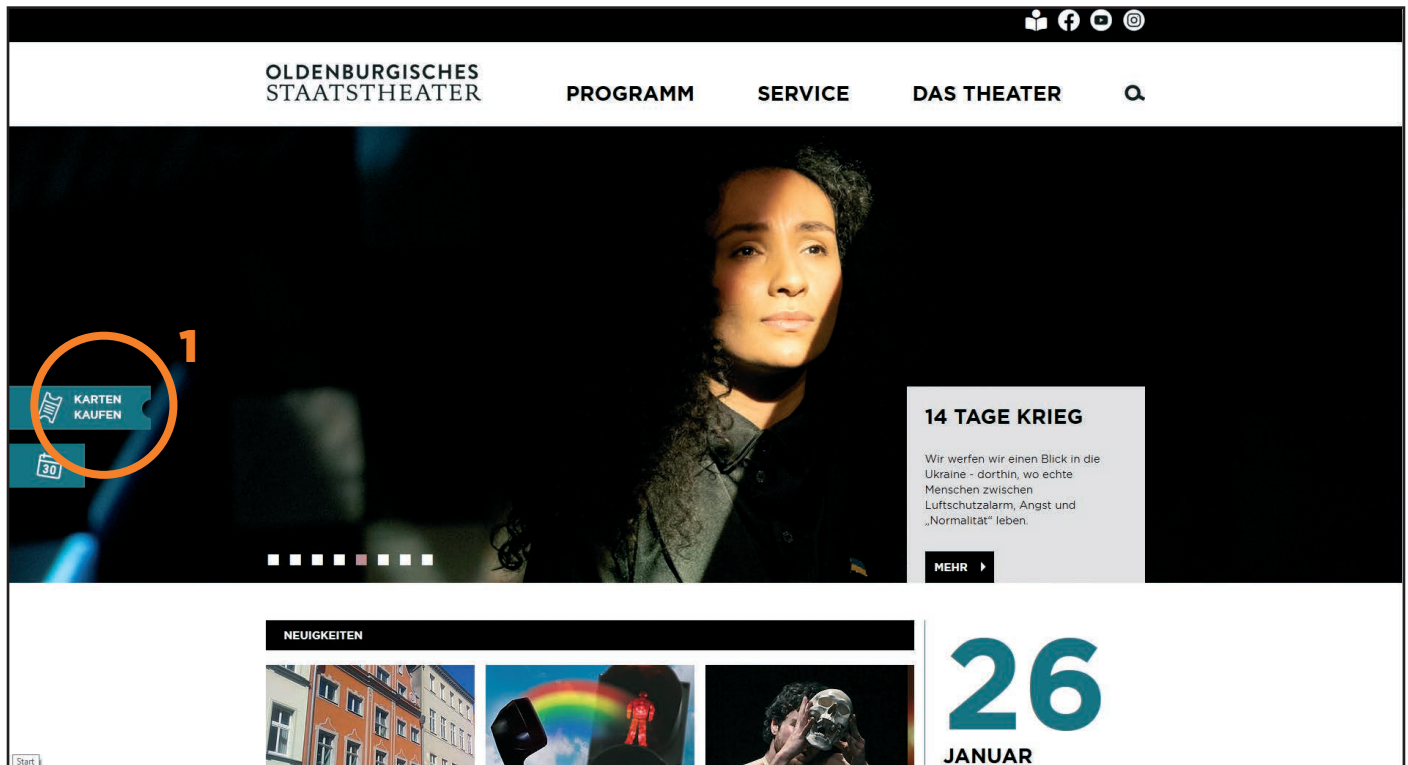 OLDENBURGISCHES
STAATSTHEATER
PROGRAMM
SERVICE
DAS THEATER
1
KARTEN
KAUFEN
30
14 TAGE KRIEG
Wir werfen wir einen Blick in die
Ukraine - dorthin, wo echte
Menschen zwischen
Luftschutzalarm, Angst und
„Normalität" leben.
MEHR
NEUIGKEITEN
26
JANUAR
Start